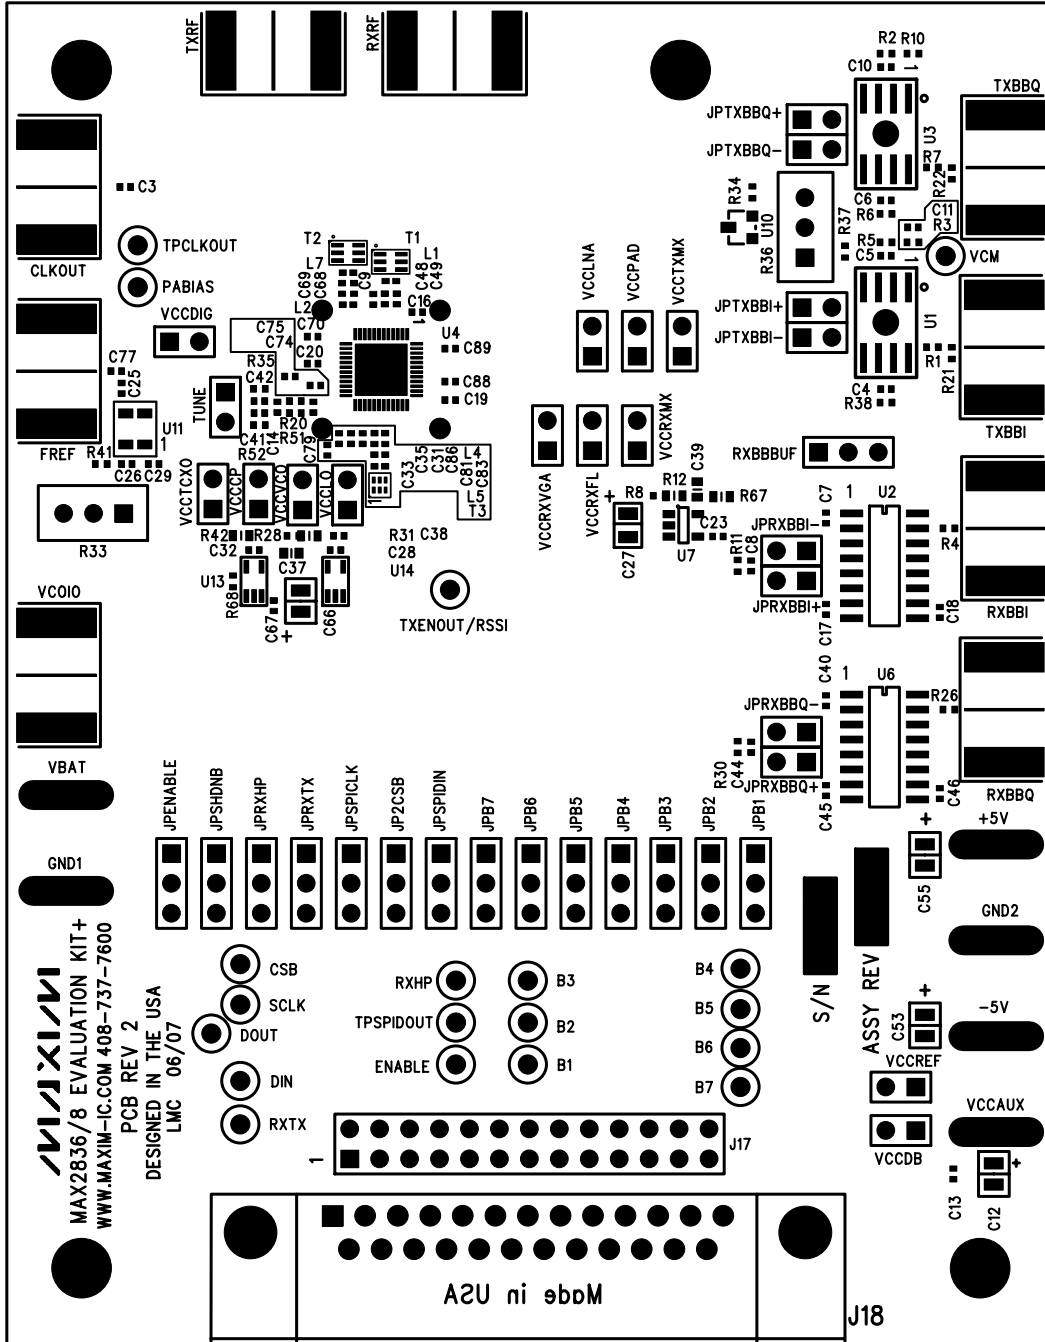 TXRF
RXRF
R2 R10
C10
TXBBQ
JPTXBBQ+
JPTXBBQ-
U3
R7
R22
C3
R34
U10
R36
R37
C6
R6
C11
R3
R5
C5
VCM
CLKOUT
TPCLKOUT
PABIAS
T2
T1
L7
L1
C69
C68
C9
C48
C49
L2
C16
1
VCCLNA
VCCPAD
VCCTXMX
JPTXBBI+
JPTXBBI-
U1
R1
R21
VCCDIG
C75
C74
C70
C20
R35
C42
U4
C89
C88
C19
C4
R38
TXBBI
C77
C25
TUNE
U11
1
R41
C26 C29
FREF
C41
C14
R20
R51
R52
C79
C33
C35
C31
C86
L4
C81
C83
L5
T3
1
VCCRXVGA
VCCRXFL
VCCRXMX
RXBBBUF
VCCTCXO
VCCCP
VCCVCO
VCCLO
R12
C39
R8
R67
+
C27
U7
C23
C7
1
U2
R4
JPRXBBI-
R11
C8
JPRXBBI+
C17
C18
RXBBI
R33
R42
C32
R28
C37
R31 C38
C28
U14
U13
R68
C67
+
C66
TXENOUT/RSSI
VCOIO
C40
1
U6
R26
JPRXBBQ-
R30
C44
JPRXBBQ+
C45
C46
RXBBQ
VBAT
GND1
JPENABLE
JPSHDNB
JPRXHP
JPRXTX
JPSPICLK
JP2CSB
JPSPIDIN
JPB7
JPB6
JPB5
JPB4
JPB3
JPB2
JPB1
+
+5V
C55
GND2
S/N
ASSY REV
+
-5V
C53
VCCREF
VCCAUX
VCCDB
C13
C12
+
MAXIM
MAX2836/8 EVALUATION KIT+
WWW.MAXIM-IC.COM 408-737-7600
PCB REV 2
DESIGNED IN THE USA
LMC 06/07
CSB
SCLK
DOUT
DIN
RXTX
RXHP
TPSPIDOUT
ENABLE
B3
B2
B1
B4
B5
B6
B7
J17
1
Made in USA
J18